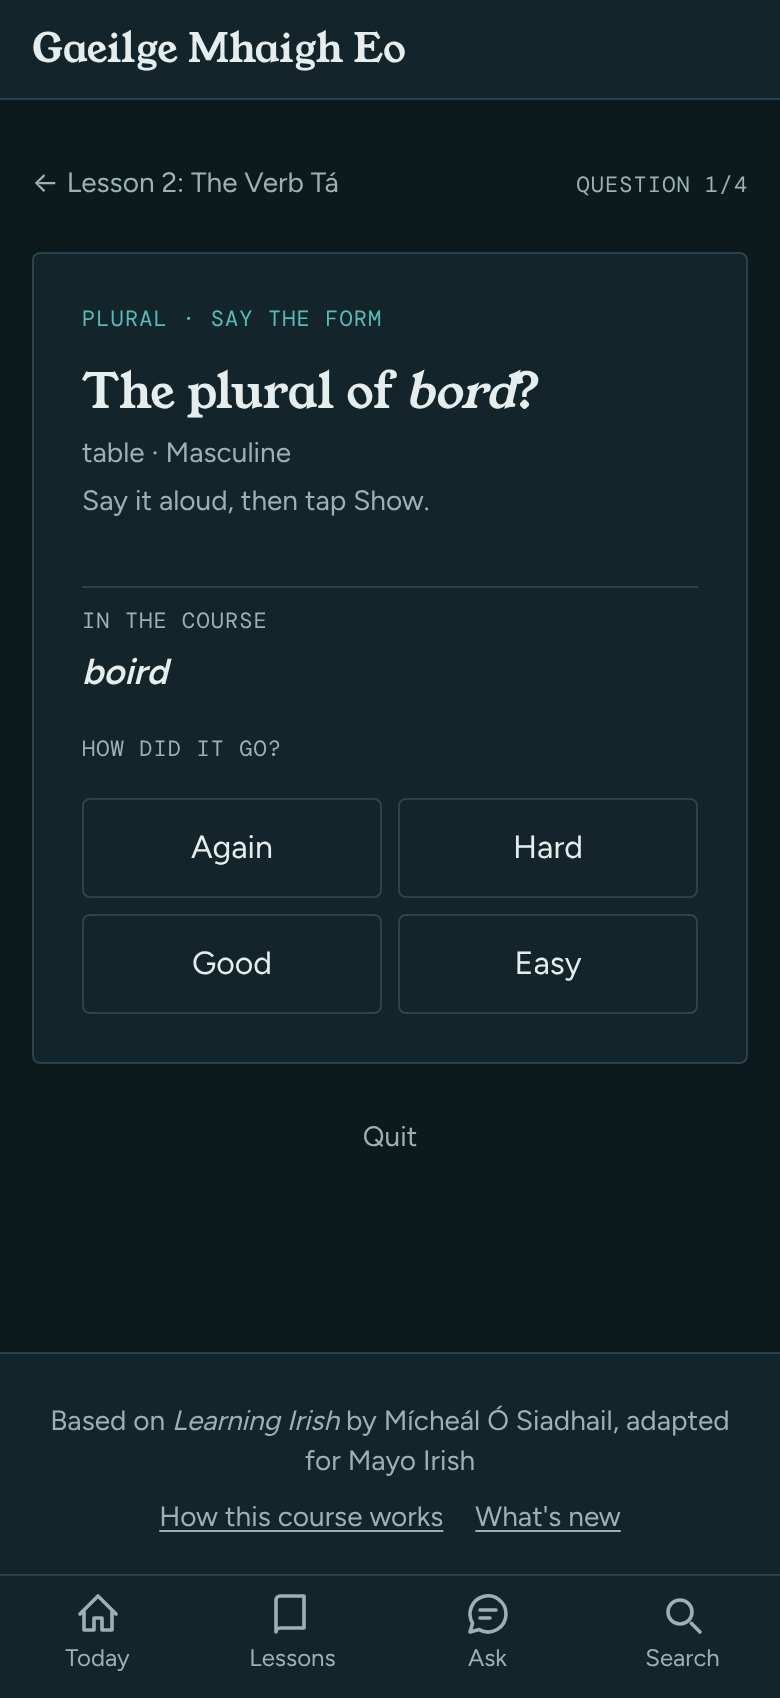 Gaeilge Mhaigh Eo
← Lesson 2: The Verb Tá
QUESTION 1/4
PLURAL · SAY THE FORM
The plural of bord?
table · Masculine
Say it aloud, then tap Show.
IN THE COURSE
boird
HOW DID IT GO?
Again
Hard
Good
Easy
Quit
Based on Learning Irish by Mícheál Ó Siadhail, adapted
for Mayo Irish
How this course works
What's new
Today
Lessons
Ask
Search